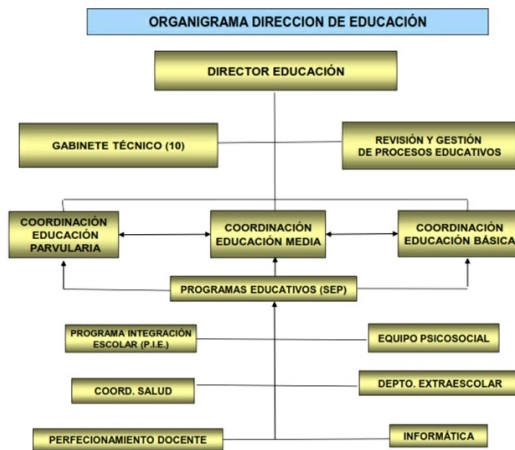 ORGANIGRAMA DIRECCION DE EDUCACIÓN
DIRECTOR EDUCACIÓN
GABINETE TÉCNICO (10)
REVISIÓN Y GESTIÓN
DE PROCESOS EDUCATIVOS
COORDINACIÓN
EDUCACIÓN
PARVULARIA
COORDINACIÓN
EDUCACIÓN MEDIA
COORDINACIÓN
EDUCACIÓN BÁSICA
PROGRAMAS EDUCATIVOS (SEP)
PROGRAMA INTEGRACIÓN
ESCOLAR (P.I.E.)
EQUIPO PSICOSOCIAL
COORD. SALUD
DEPTO. EXTRAESCOLAR
PERFECIONAMIENTO DOCENTE
INFORMÁTICA